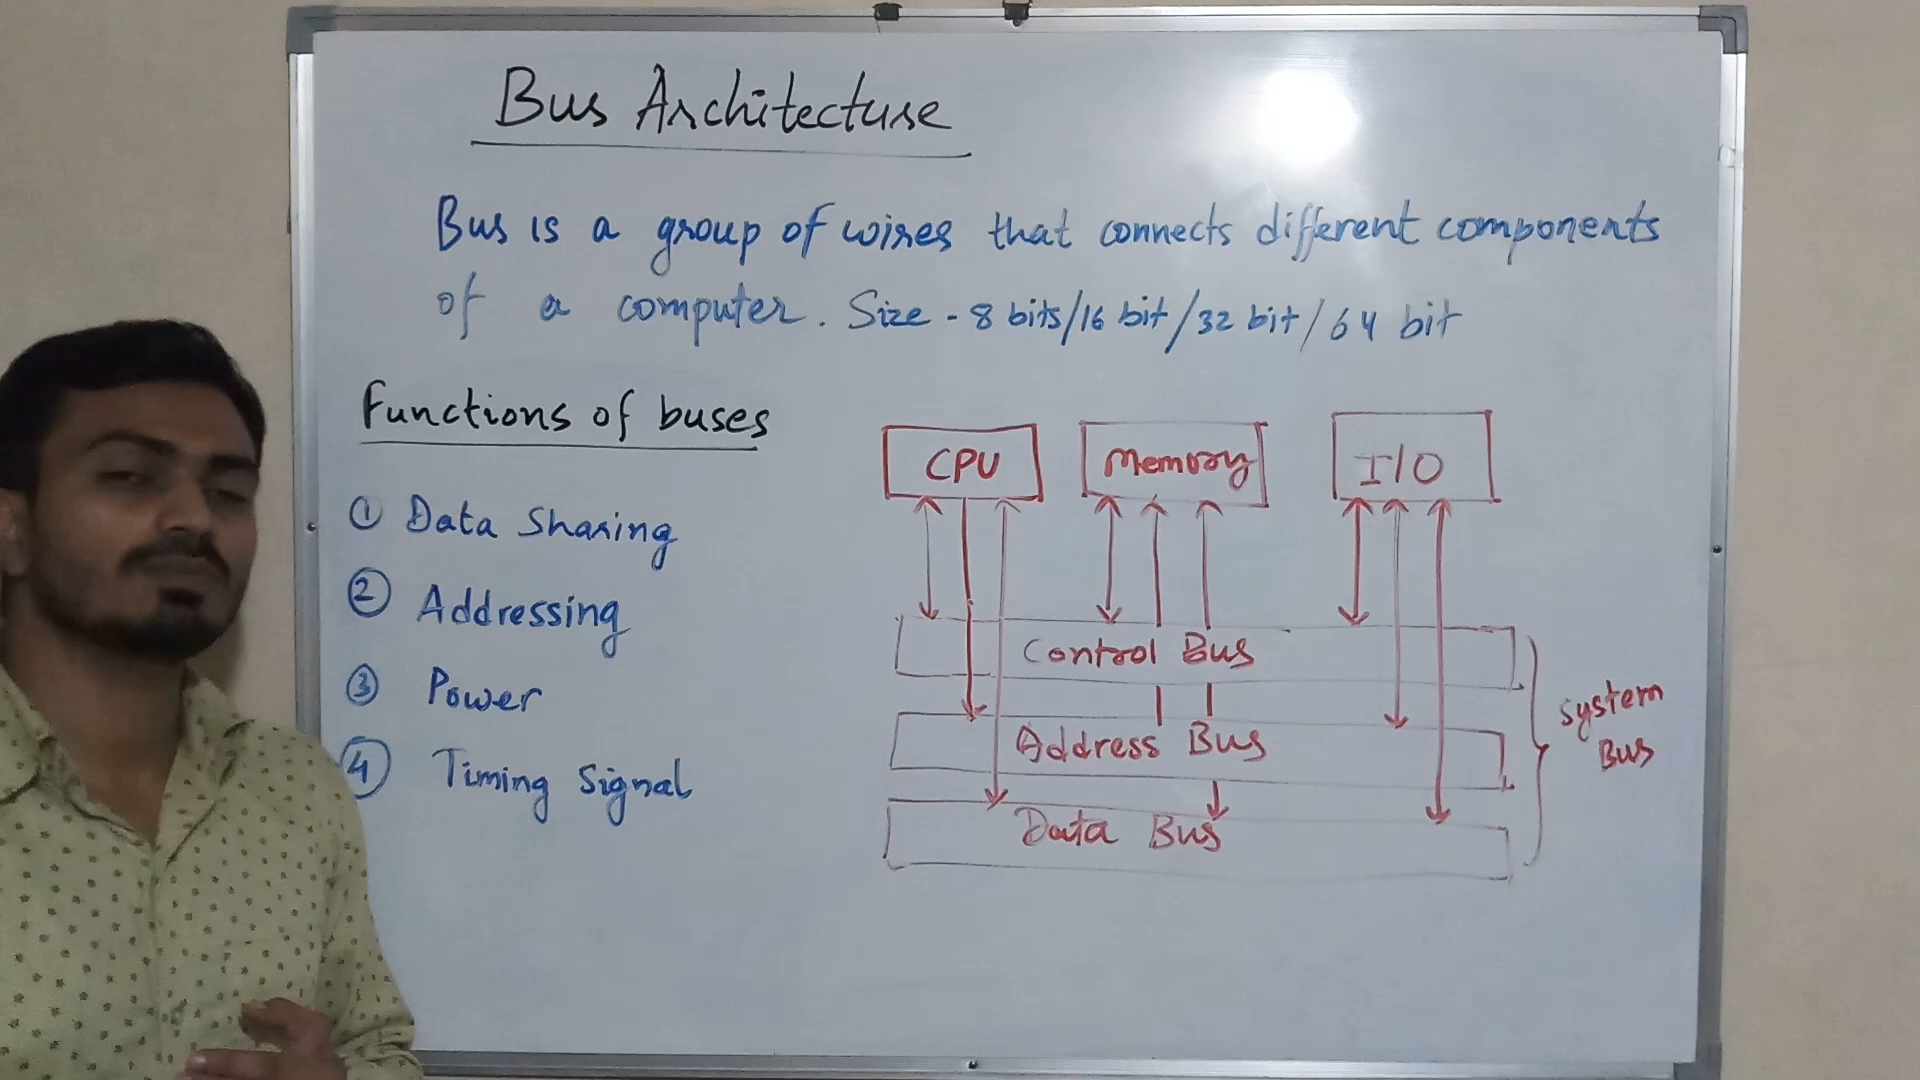 Bus Architecture
Bus is a group of wires that connects different components
of a computer. Size - 8 bits/16 bit/32 bit/64 bit
Functions of buses
① Data Sharing
② Addressing
③ Power
④ Timing Signal
CPU
Memory
I/O
Control Bus
Address Bus
Data Bus
System
Bus